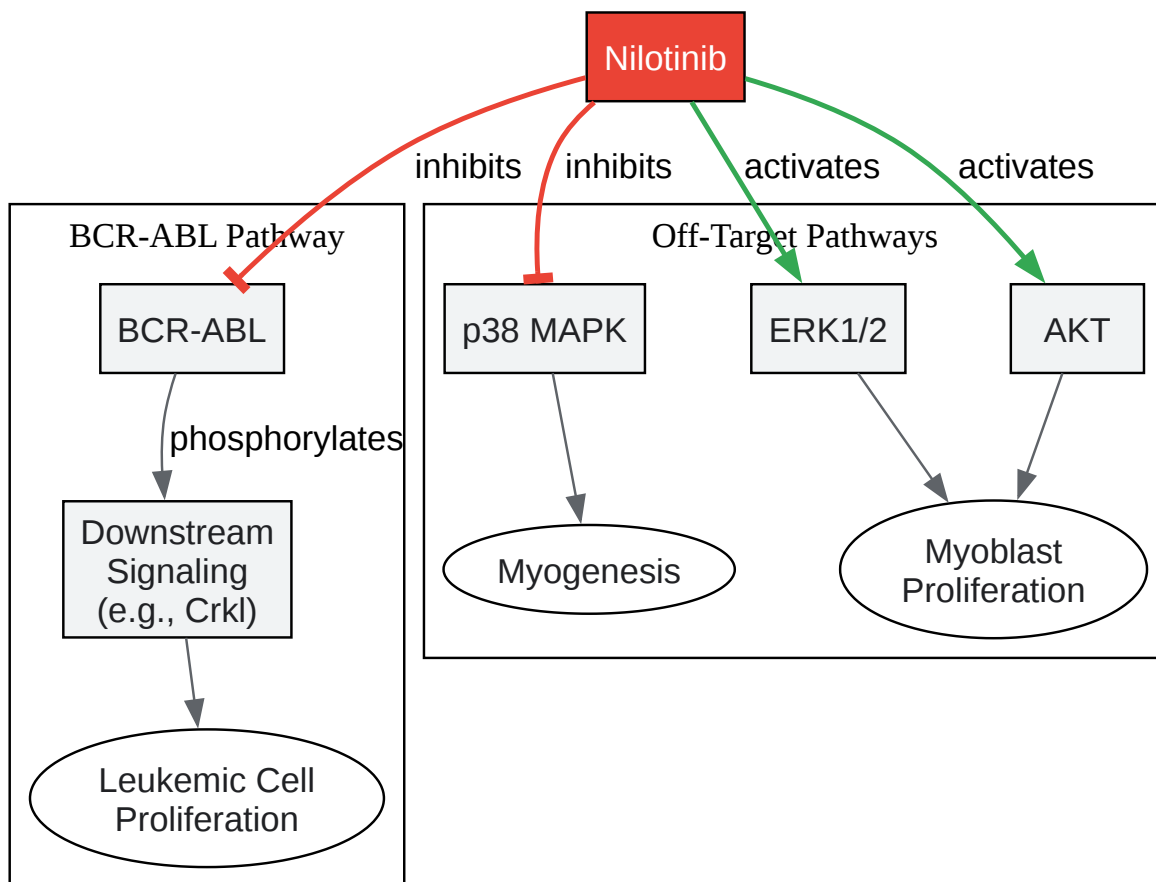 Nilotinib
inhibits
inhibits
activates
activates
BCR-ABL Pathway
Off-Target Pathways
BCR-ABL
p38 MAPK
ERK1/2
AKT
phosphorylates
Downstream
Signaling
(e.g., Crkl)
Myogenesis
Myoblast
Proliferation
Leukemic Cell
Proliferation